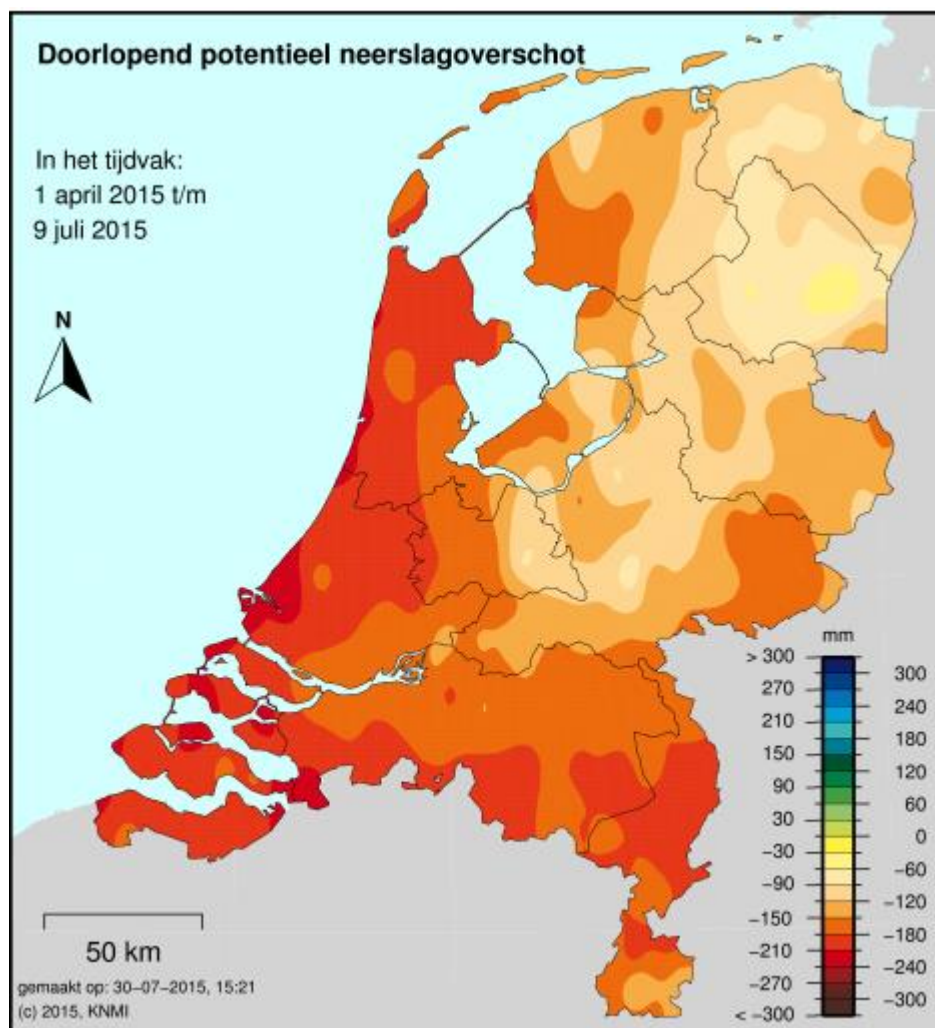 Doorlopend potentieel neerslagoverschot
In het tijdvak:
1 april 2015 t/m
9 juli 2015
N
mm
> 300
300
270
240
210
180
150
120
90
60
30
0
−30
−60
−90
−120
−150
−180
−210
−240
−270
−300
< −300
50 km
gemaakt op: 30−07−2015, 15:21
(c) 2015, KNMI